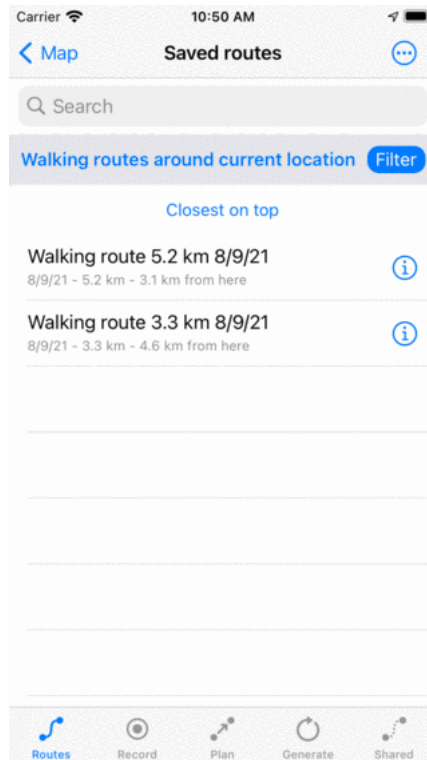 Carrier 10:50 AM
Map Saved routes
Search
Walking routes around current location Filter
Closest on top
Walking route 5.2 km 8/9/21
8/9/21 - 5.2 km - 3.1 km from here
Walking route 3.3 km 8/9/21
8/9/21 - 3.3 km - 4.6 km from here
Routes Record Plan Generate Shared